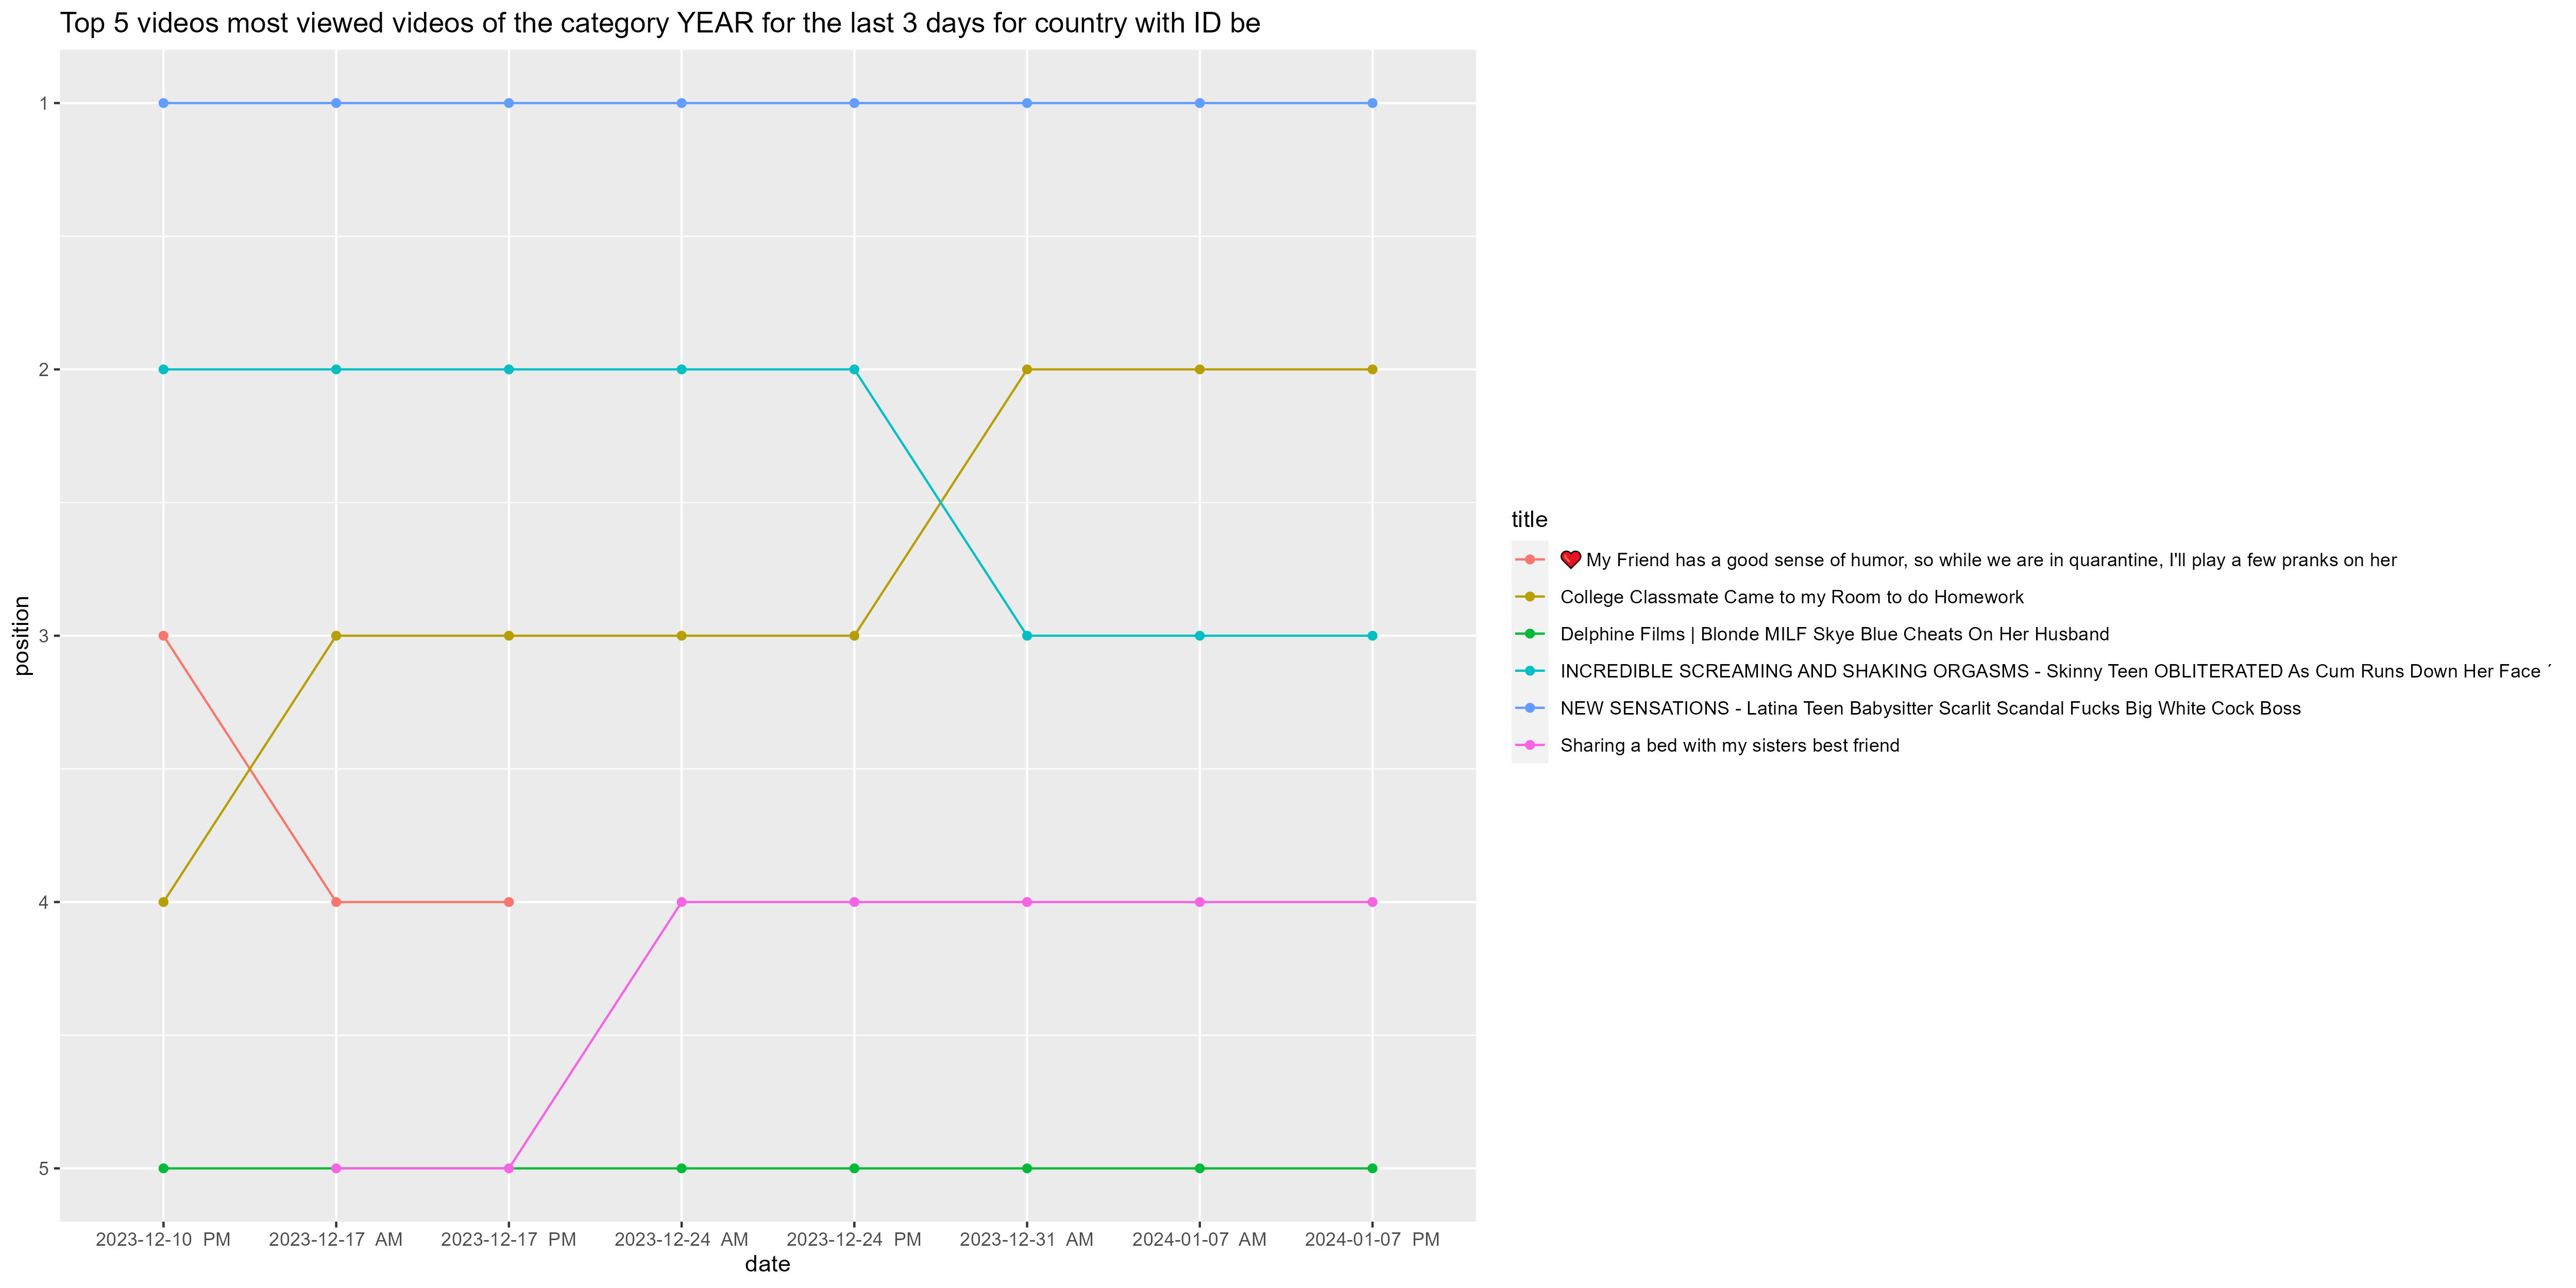 Top 5 videos most viewed videos of the category YEAR for the last 3 days for country with ID be
position
1
2
3
4
5
2023-12-10 PM
2023-12-17 AM
2023-12-17 PM
2023-12-24 AM
2023-12-24 PM
2023-12-31 AM
2024-01-07 AM
2024-01-07 PM
date
title
❤️ My Friend has a good sense of humor, so while we are in quarantine, I'll play a few pranks on her
College Classmate Came to my Room to do Homework
Delphine Films | Blonde MILF Skye Blue Cheats On Her Husband
INCREDIBLE SCREAMING AND SHAKING ORGASMS - Skinny Teen OBLITERATED As Cum Runs Down Her Face ´
NEW SENSATIONS - Latina Teen Babysitter Scarlit Scandal Fucks Big White Cock Boss
Sharing a bed with my sisters best friend